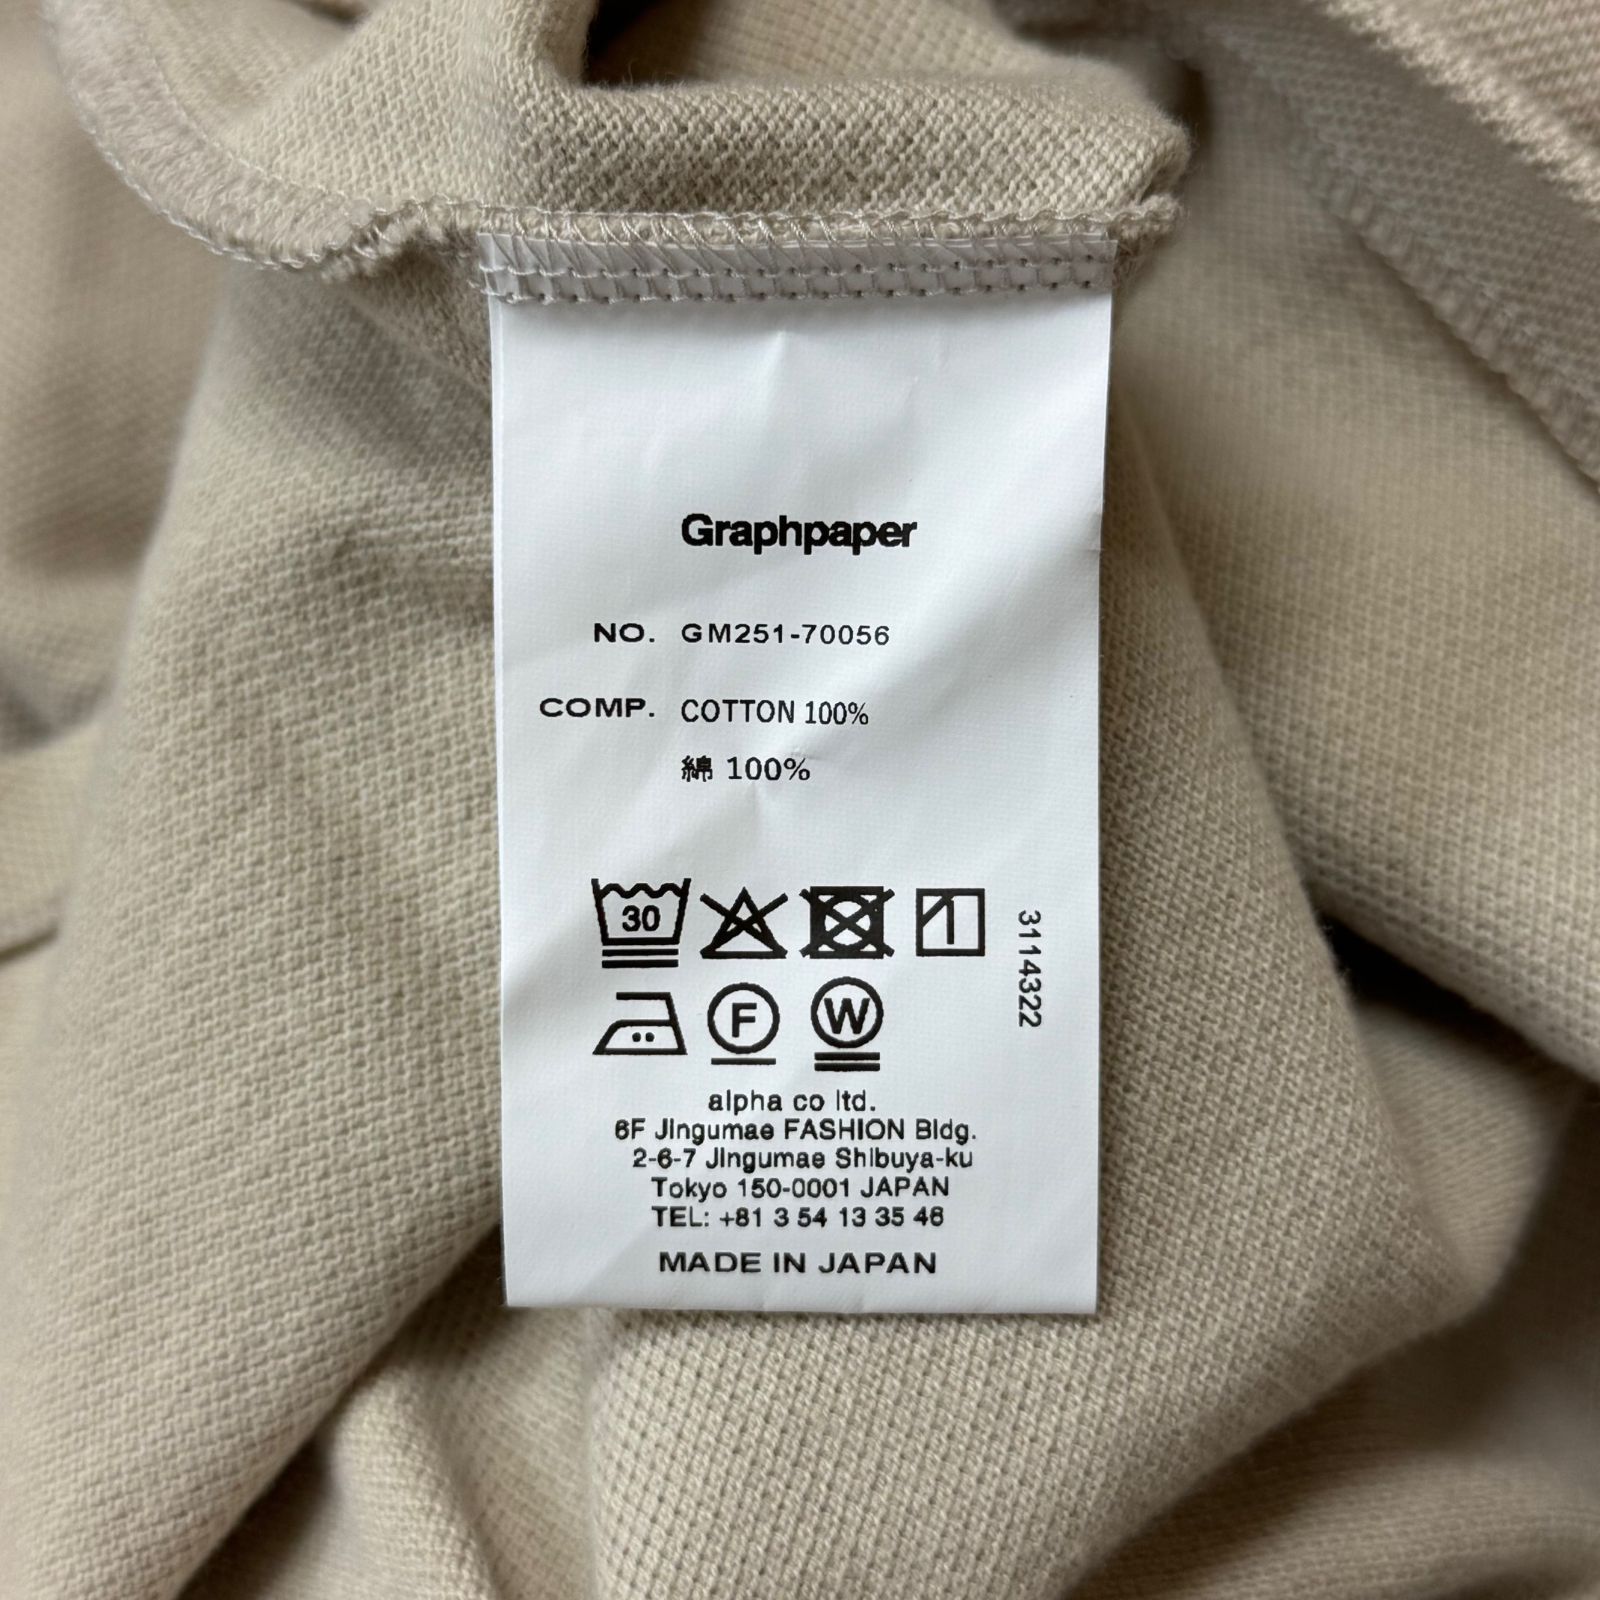 Graphpaper
NO. GM251-70056
COMP. COTTON 100%
綿 100%
30
3114322
F W
alpha co ltd.
6F Jingumae FASHION Bldg.
2-6-7 Jingumae Shibuya-ku
Tokyo 150-0001 JAPAN
TEL: +81 3 54 13 35 46
MADE IN JAPAN